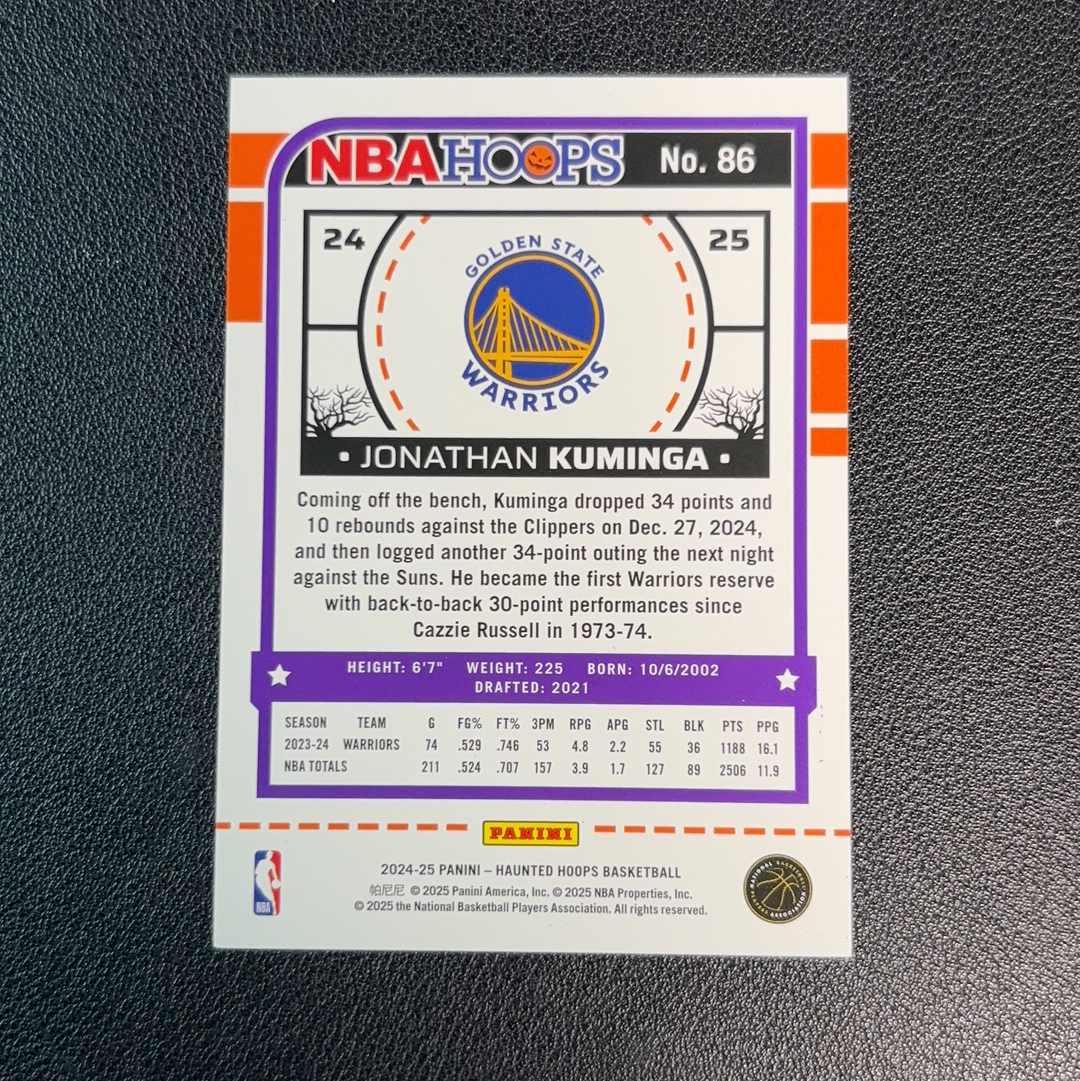 NBA HOOPS No. 86
24 25
GOLDEN STATE
WARRIORS
• JONATHAN KUMINGA •
Coming off the bench, Kuminga dropped 34 points and
10 rebounds against the Clippers on Dec. 27, 2024,
and then logged another 34-point outing the next night
against the Suns. He became the first Warriors reserve
with back-to-back 30-point performances since
Cazzie Russell in 1973-74.
HEIGHT: 6'7" WEIGHT: 225 BORN: 10/6/2002
DRAFTED: 2021
SEASON TEAM G FG% FT% 3PM RPG APG STL BLK PTS PPG
2023-24 WARRIORS 74 .529 .746 53 4.8 2.2 55 36 1188 16.1
NBA TOTALS 211 .524 .707 157 3.9 1.7 127 89 2506 11.9
PANINI
2024-25 PANINI – HAUNTED HOOPS BASKETBALL
帕尼尼 © 2025 Panini America, Inc. © 2025 NBA Properties, Inc.
© 2025 the National Basketball Players Association. All rights reserved.
NBA
NATIONAL BASKETBALL
PLAYERS ASSOCIATION